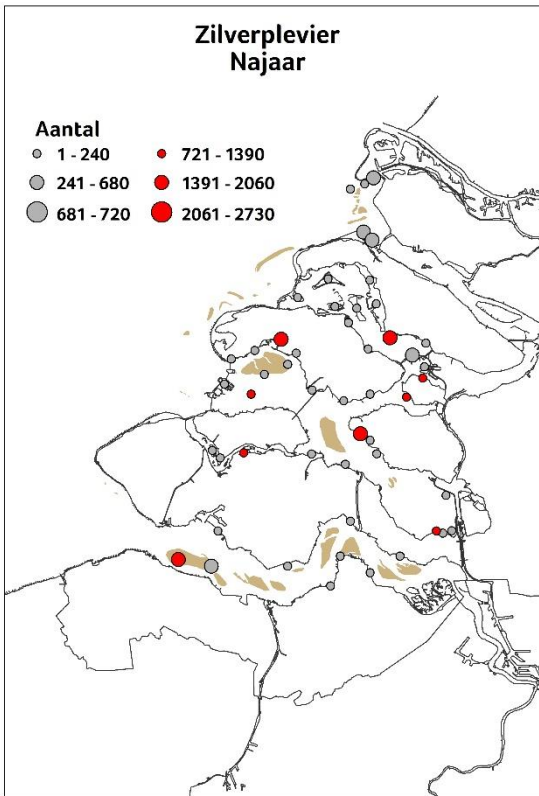 Zilverplevier
Najaar
Aantal
1 - 240
721 - 1390
241 - 680
1391 - 2060
681 - 720
2061 - 2730